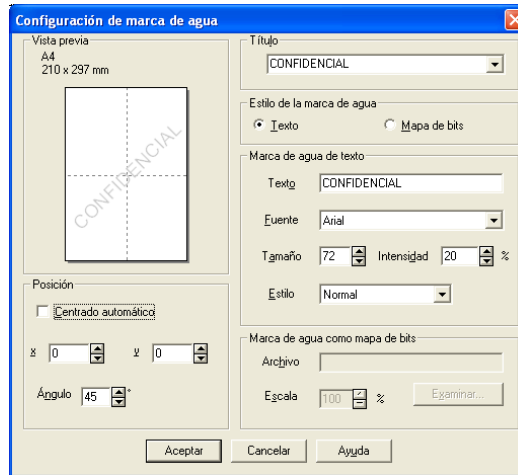 Configuración de marca de agua
Vista previa
A4
210 x 297 mm
CONFIDENCIAL
Posición
Centrado automático
x 0 y 0
Ángulo 45 °
Título
CONFIDENCIAL
Estilo de la marca de agua
Texto Mapa de bits
Marca de agua de texto
Texto CONFIDENCIAL
Fuente Arial
Tamaño 72 Intensidad 20 %
Estilo Normal
Marca de agua como mapa de bits
Archivo
Escala 100 % Examinar...
Aceptar Cancelar Ayuda